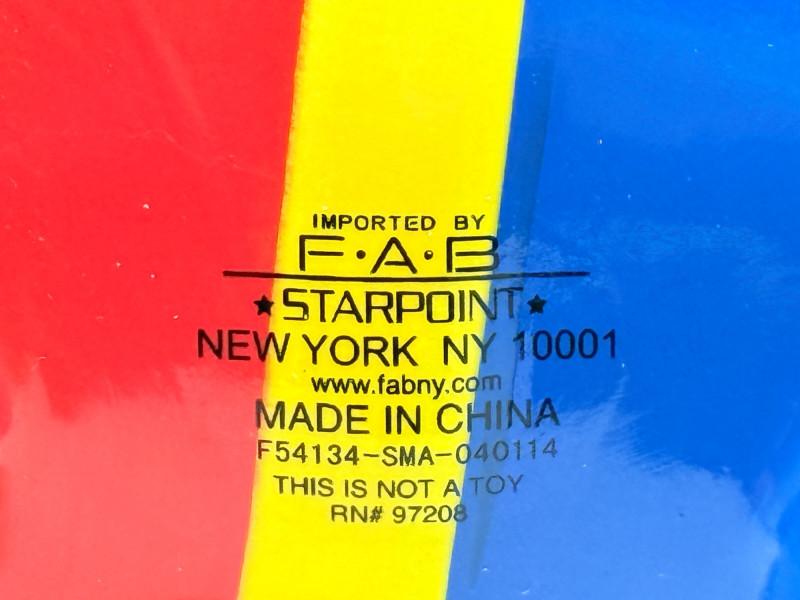 IMPORTED BY
F·A·B
★STARPOINT★
NEW YORK NY 10001
www.fabny.com
MADE IN CHINA
F54134-SMA-040114
THIS IS NOT A TOY
RN# 97208